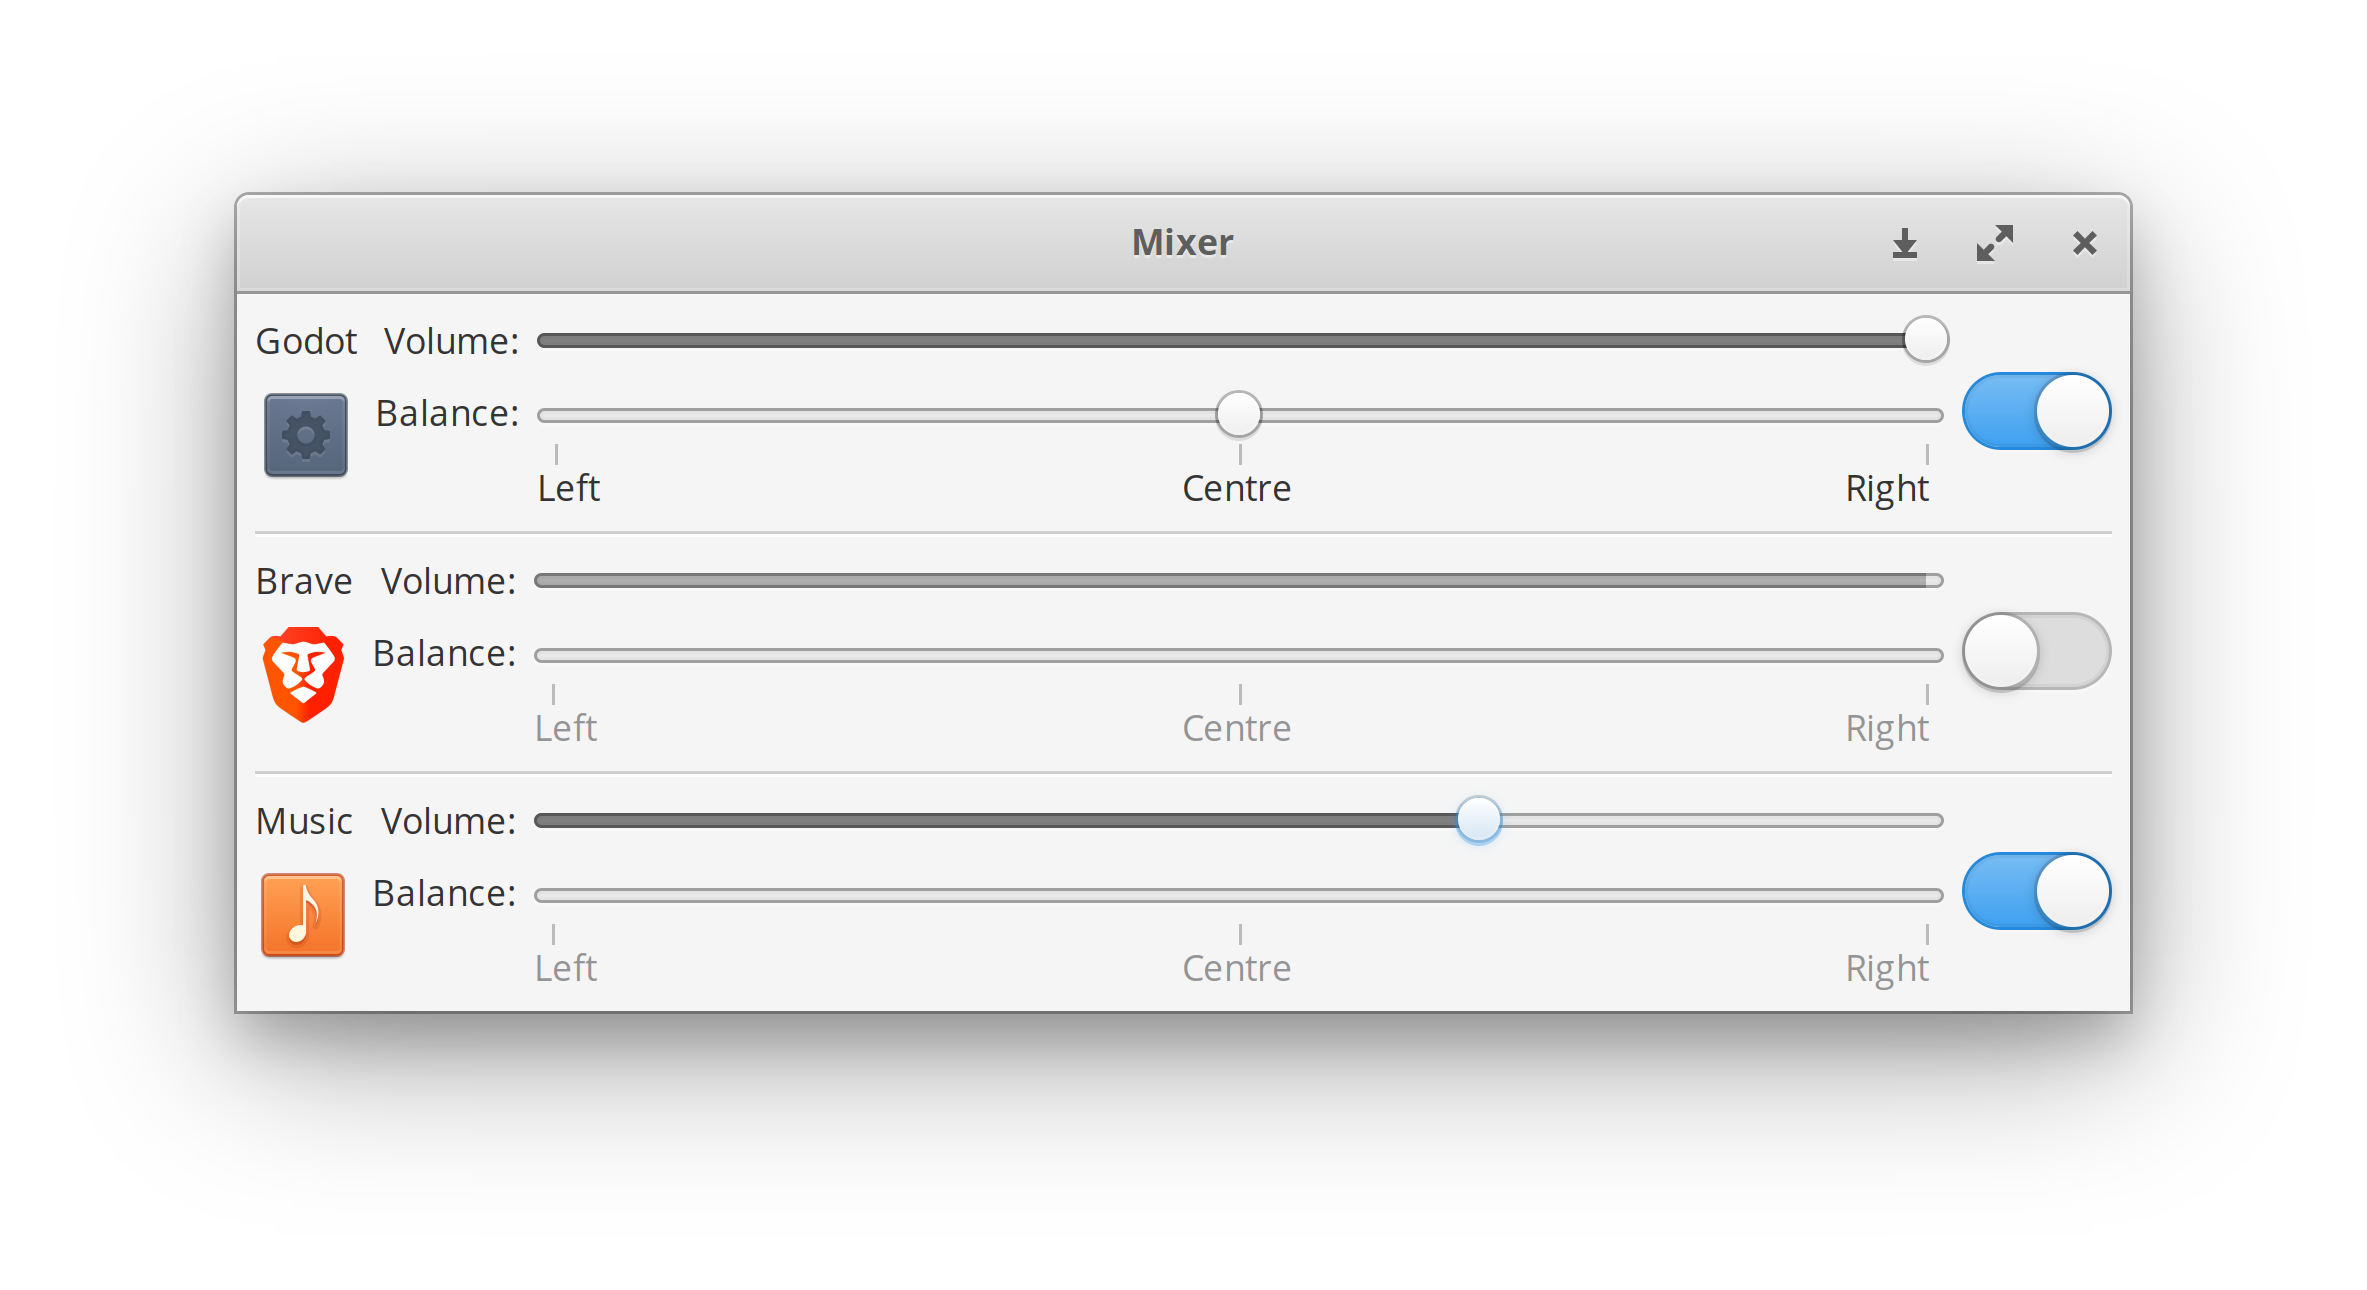 Mixer
Godot Volume:
Balance:
Left Centre Right
Brave Volume:
Balance:
Left Centre Right
Music Volume:
Balance:
Left Centre Right